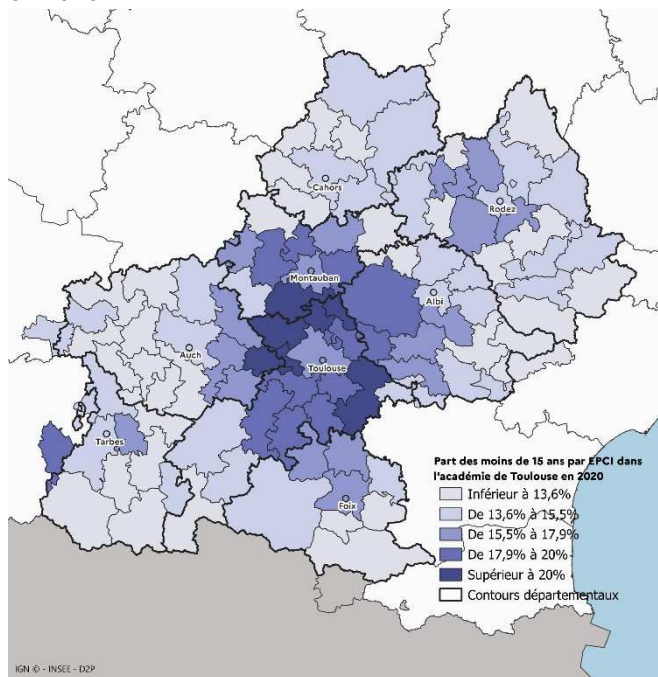 Cahors
Rodez
Montauban
Albi
Auch
Toulouse
Tarbes
Foix
Part des moins de 15 ans par EPCI dans
l'académie de Toulouse en 2020
Inférieur à 13,6%
De 13,6% à 15,5%
De 15,5% à 17,9%
De 17,9% à 20%
Supérieur à 20%
Contours départementaux
IGN © - INSEE - D2P